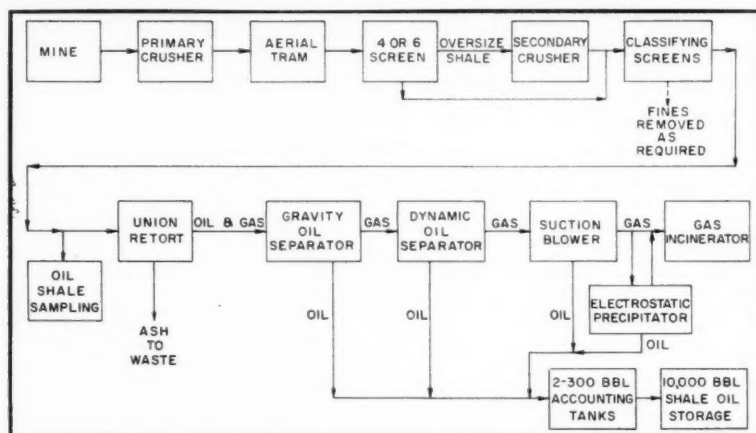 MINE
PRIMARY
CRUSHER
AERIAL
TRAM
4 OR 6
SCREEN
OVERSIZE
SHALE
SECONDARY
CRUSHER
CLASSIFYING
SCREENS
FINES
REMOVED
AS
REQUIRED
OIL
SHALE
SAMPLING
UNION
RETORT
ASH
TO
WASTE
OIL & GAS
GRAVITY
OIL
SEPARATOR
GAS
DYNAMIC
OIL
SEPARATOR
GAS
SUCTION
BLOWER
GAS
GAS
INCINERATOR
ELECTROSTATIC
PRECIPITATOR
OIL
OIL
OIL
OIL
2-300 BBL
ACCOUNTING
TANKS
10,000 BBL
SHALE OIL
STORAGE